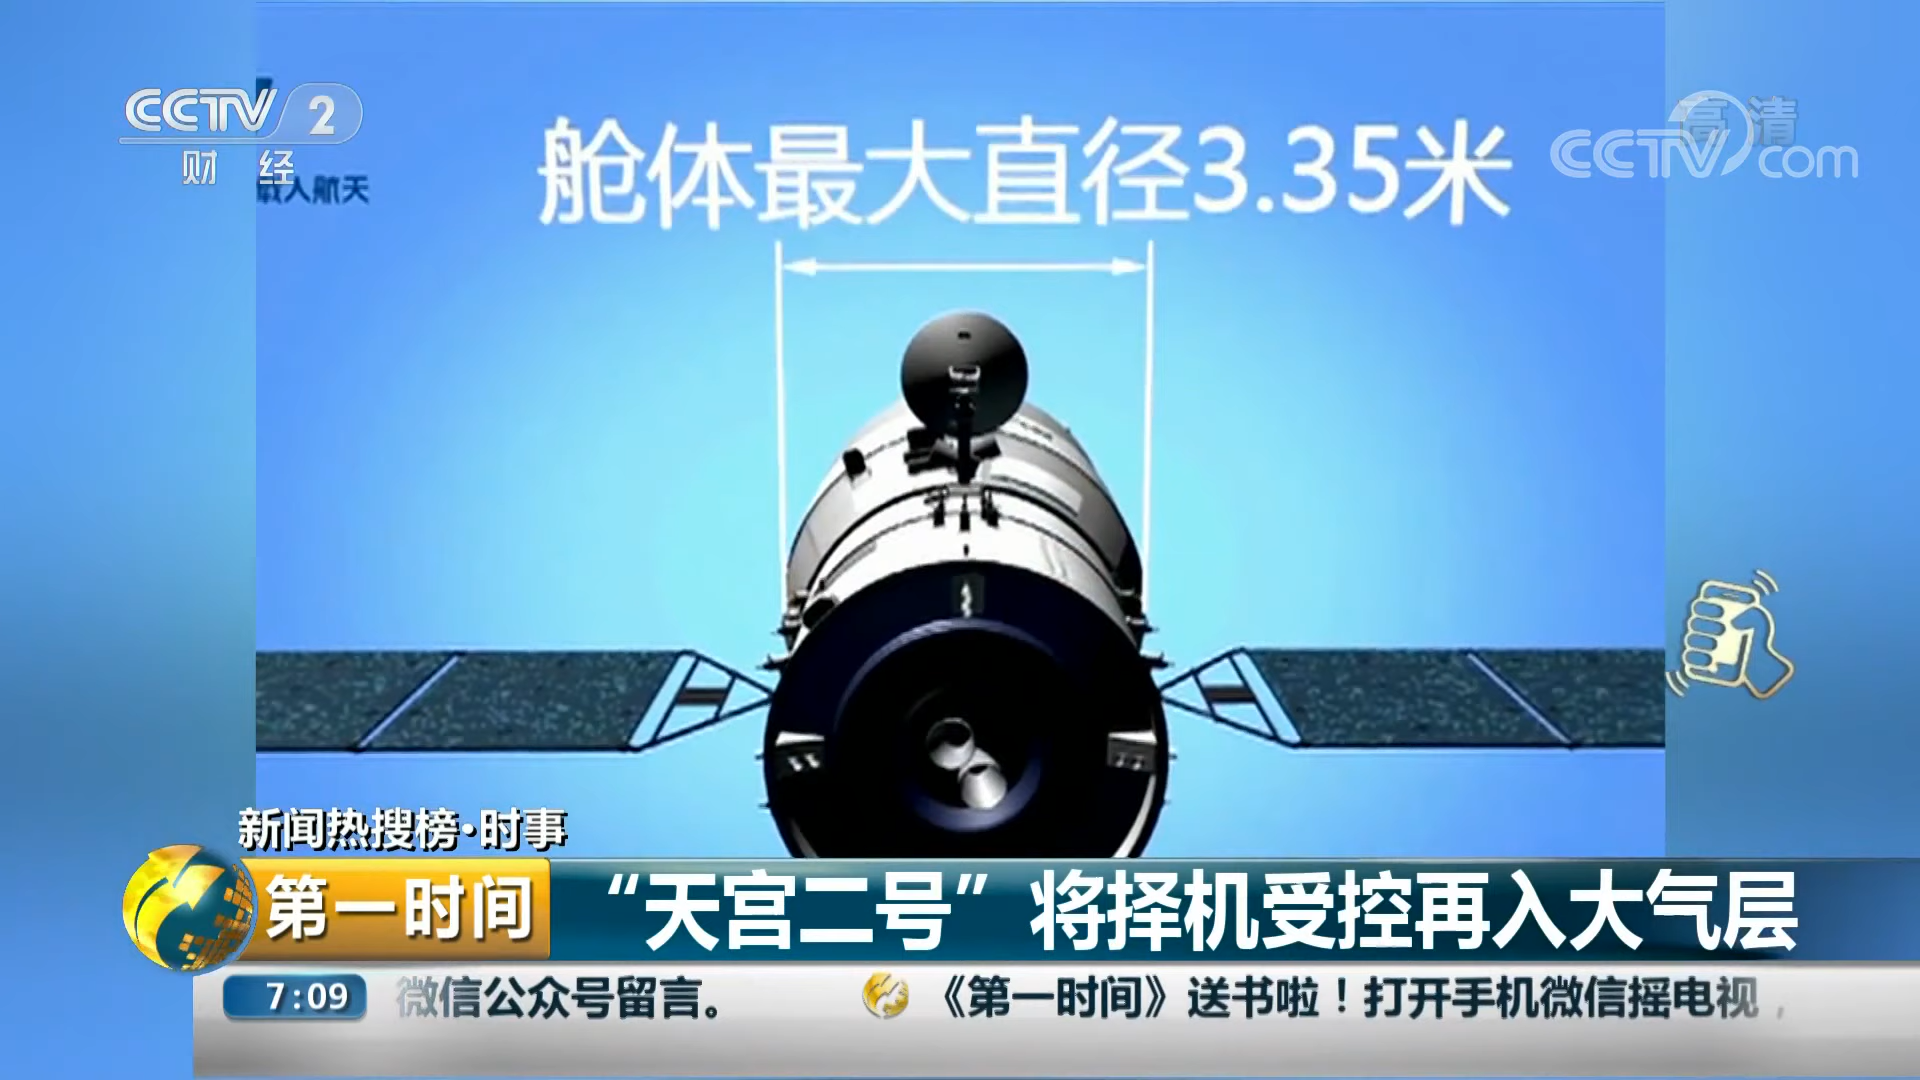 CCTV 2
财 经
载人航天
高清
CCTV.com
舱体最大直径3.35米
新闻热搜榜·时事
第一时间
“天宫二号”将择机受控再入大气层
7:09
微信公众号留言。 《第一时间》送书啦！打开手机微信摇电视，